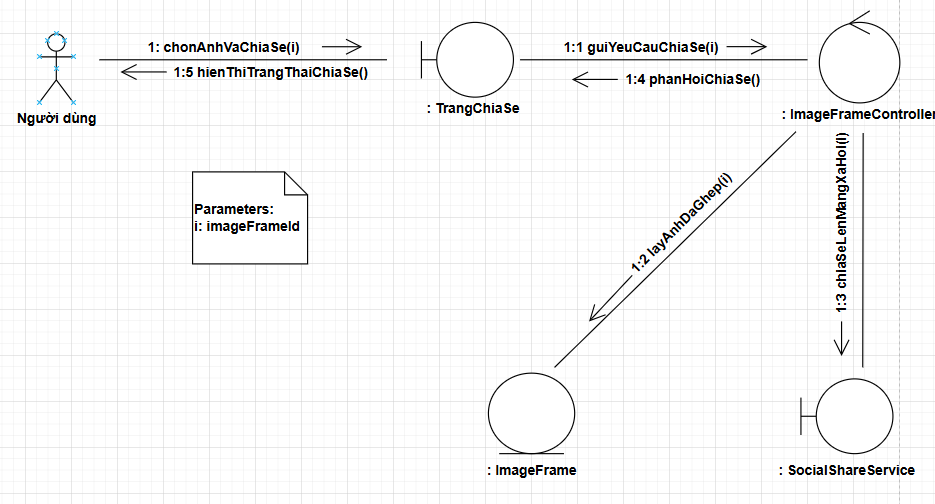 1: chonAnhVaChiaSe(i)
1:5 hienThiTrangThaiChiaSe()
Người dùng
: TrangChiaSe
1:1 guiYeuCauChiaSe(i)
1:4 phanHoiChiaSe()
: ImageFrameController
Parameters:
i: imageFrameId
1:2 layAnhDaGhep(i)
1:3 chiaSeLenMangXaHoi(i)
: ImageFrame
: SocialShareService